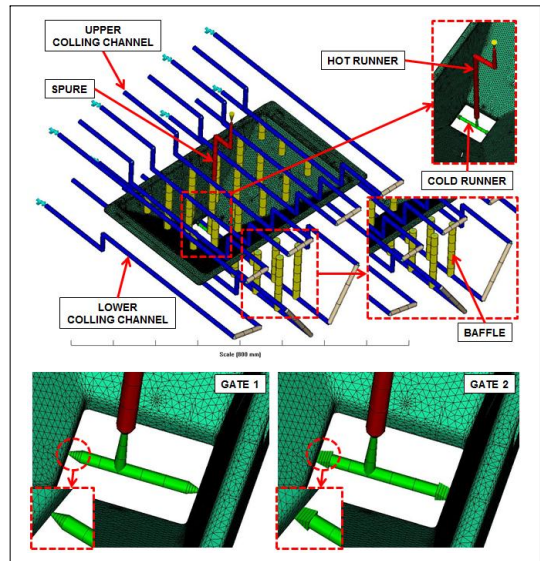 UPPER
COLLING CHANNEL
SPURE
HOT RUNNER
COLD RUNNER
LOWER
COLLING CHANNEL
BAFFLE
Scale (800 mm)
GATE 1
GATE 2